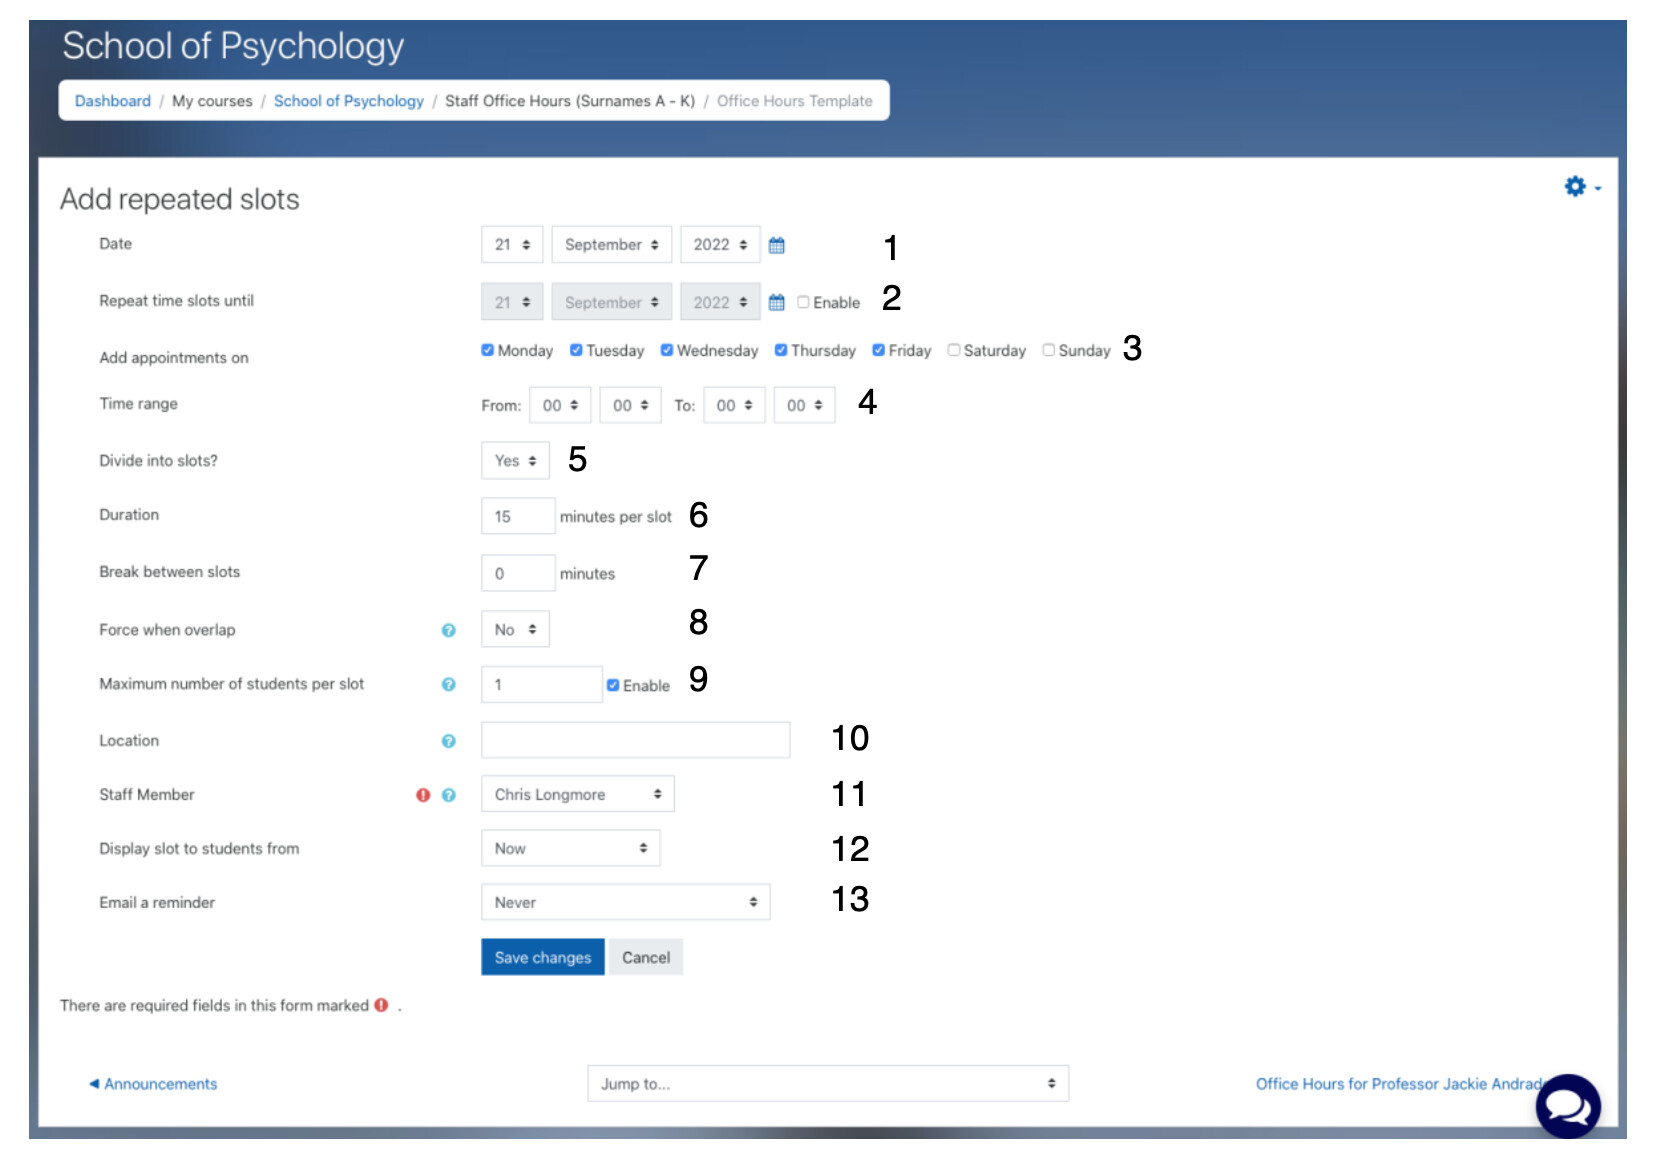 School of Psychology
Dashboard / My courses / School of Psychology / Staff Office Hours (Surnames A - K) / Office Hours Template
Add repeated slots
Date 21 September 2022 1
Repeat time slots until 21 September 2022 Enable 2
Add appointments on Monday Tuesday Wednesday Thursday Friday Saturday Sunday 3
Time range From: 00 00 To: 00 00 4
Divide into slots? Yes 5
Duration 15 minutes per slot 6
Break between slots 0 minutes 7
Force when overlap ? No 8
Maximum number of students per slot ? 1 Enable 9
Location ? 10
Staff Member ! ? Chris Longmore 11
Display slot to students from Now 12
Email a reminder Never 13
Save changes Cancel
There are required fields in this form marked ! .
◀ Announcements Jump to... Office Hours for Professor Jackie